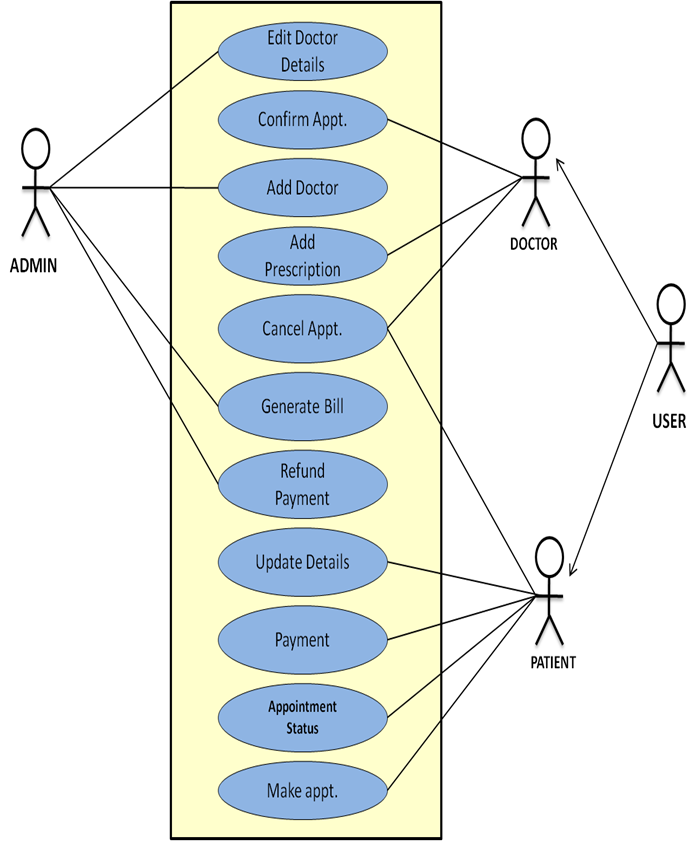 Edit Doctor
Details
Confirm Appt.
Add Doctor
Add
Prescription
Cancel Appt.
Generate Bill
Refund
Payment
Update Details
Payment
Appointment
Status
Make appt.
ADMIN
DOCTOR
USER
PATIENT